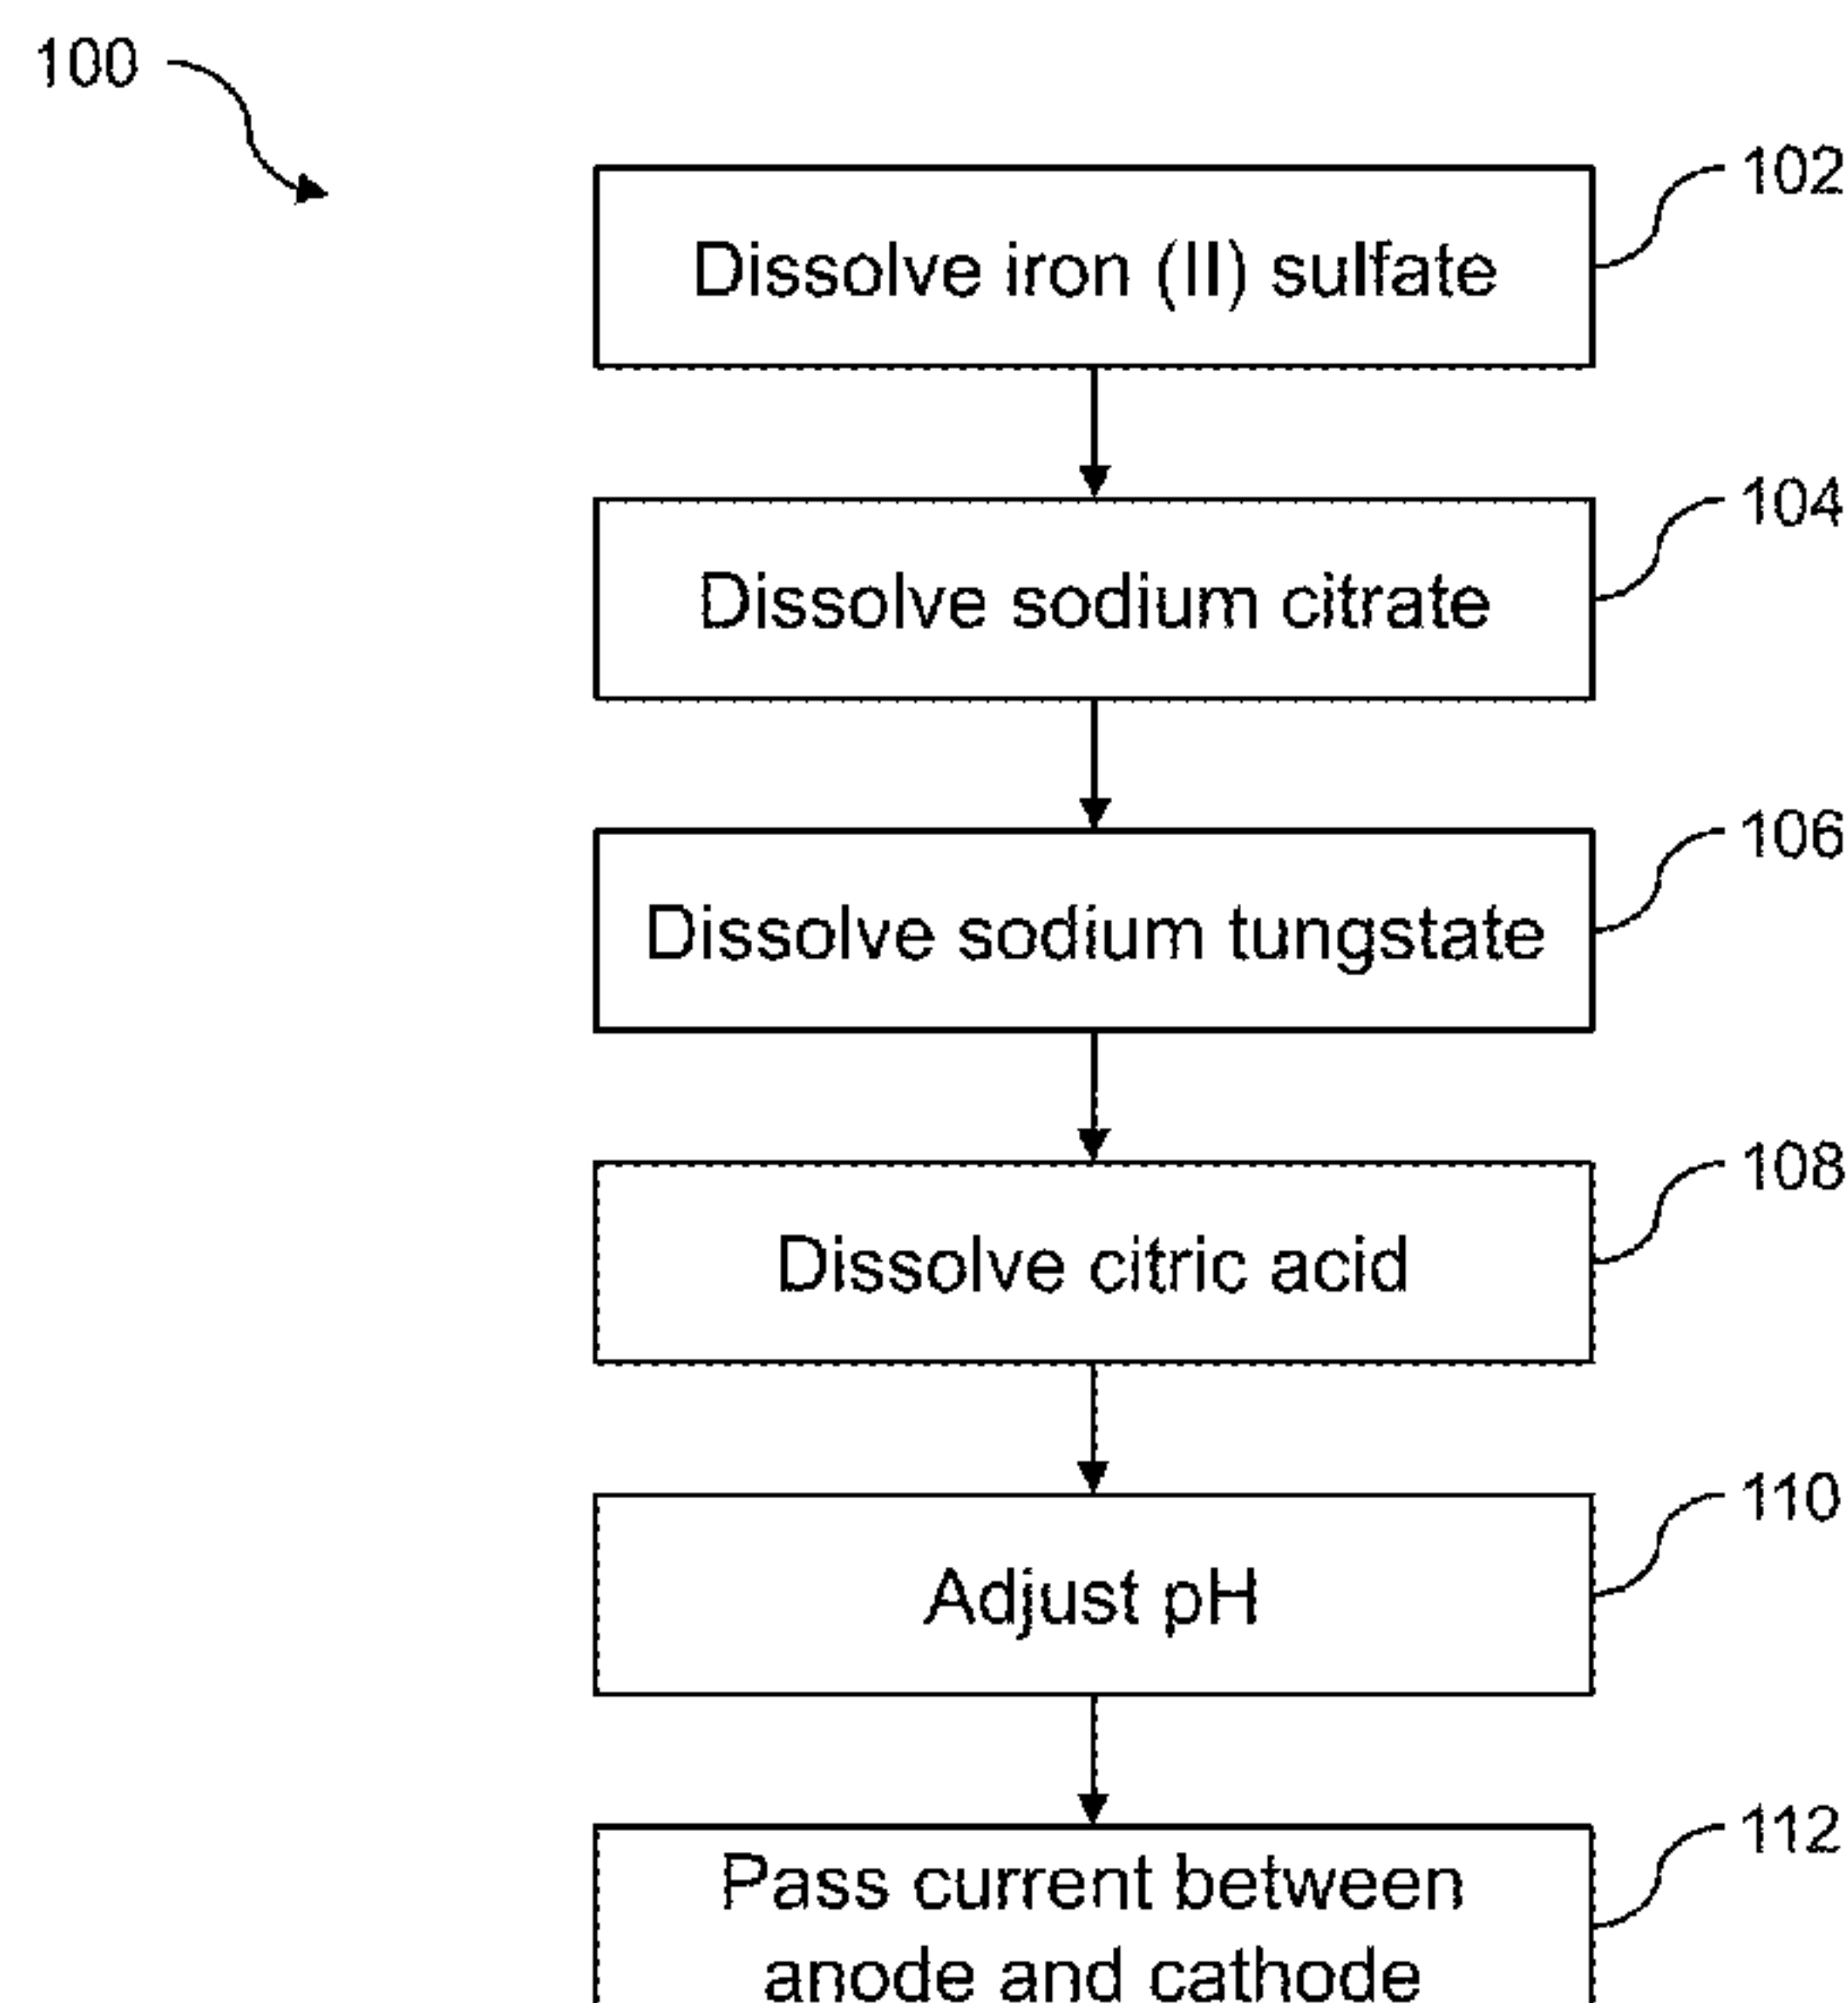 100
102
Dissolve iron (II) sulfate
104
Dissolve sodium citrate
106
Dissolve sodium tungstate
108
Dissolve citric acid
110
Adjust pH
112
Pass current between
anode and cathode